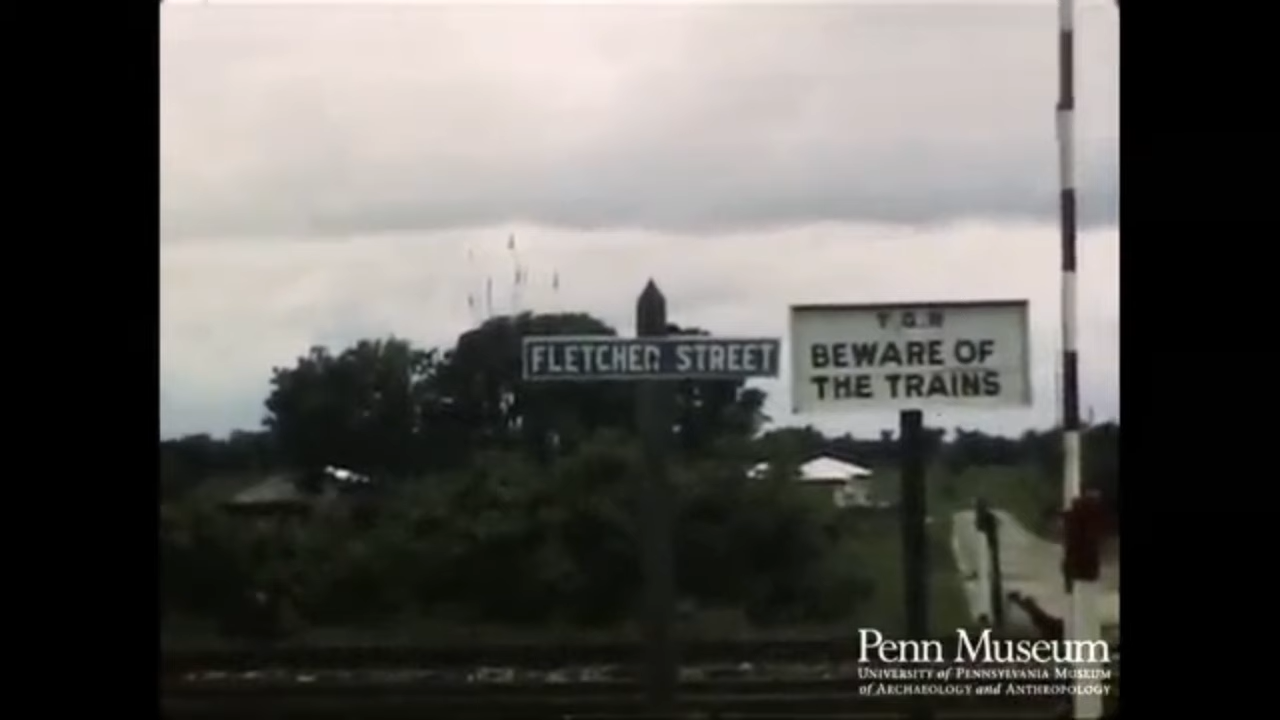 FLETCHER STREET
T.G.R
BEWARE OF
THE TRAINS
Penn Museum
UNIVERSITY of PENNSYLVANIA MUSEUM
of ARCHAEOLOGY and ANTHROPOLOGY